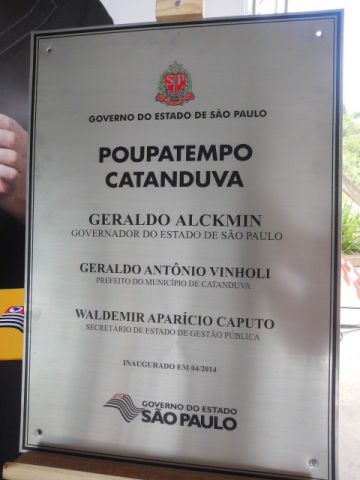 SP
GOVERNO DO ESTADO DE SÃO PAULO
POUPATEMPO
CATANDUVA
GERALDO ALCKMIN
GOVERNADOR DO ESTADO DE SÃO PAULO
GERALDO ANTÔNIO VINHOLI
PREFEITO DO MUNICÍPIO DE CATANDUVA
WALDEMIR APARÍCIO CAPUTO
SECRETÁRIO DE ESTADO DE GESTÃO PÚBLICA
INAUGURADO EM 04/2014
GOVERNO DO ESTADO
SÃO PAULO